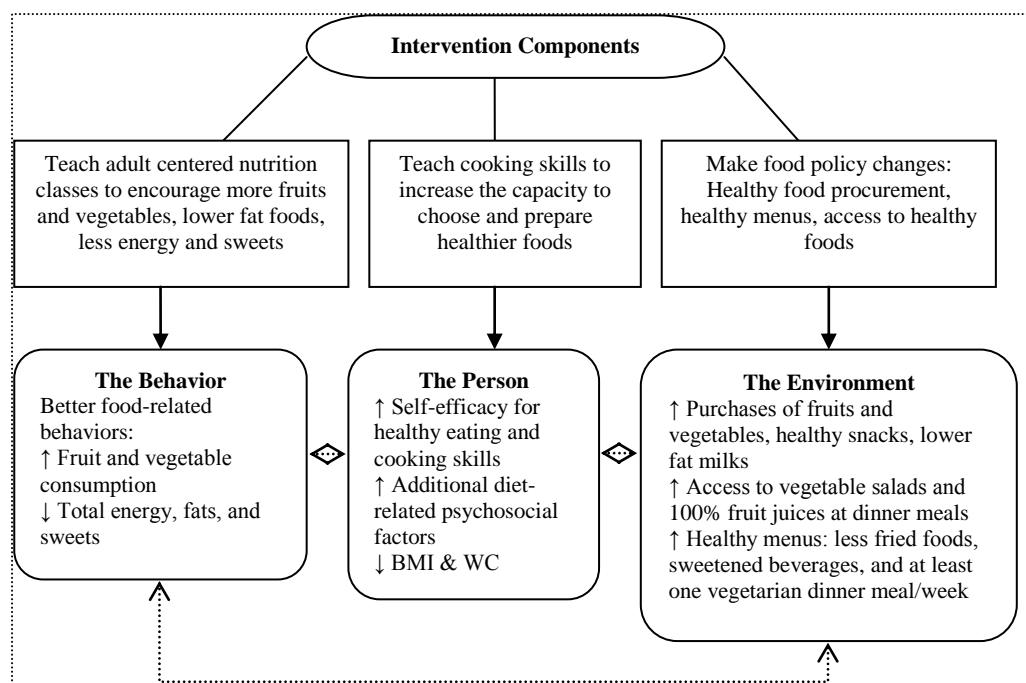 Intervention Components
Teach adult centered nutrition
classes to encourage more fruits
and vegetables, lower fat foods,
less energy and sweets
Teach cooking skills to
increase the capacity to
choose and prepare
healthier foods
Make food policy changes:
Healthy food procurement,
healthy menus, access to healthy
foods
The Behavior
Better food-related
behaviors:
↑ Fruit and vegetable
consumption
↓ Total energy, fats, and
sweets
The Person
↑ Self-efficacy for
healthy eating and
cooking skills
↑ Additional diet-
related psychosocial
factors
↓ BMI & WC
The Environment
↑ Purchases of fruits and
vegetables, healthy snacks, lower
fat milks
↑ Access to vegetable salads and
100% fruit juices at dinner meals
↑ Healthy menus: less fried foods,
sweetened beverages, and at least
one vegetarian dinner meal/week